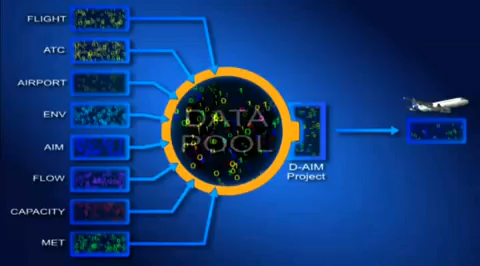 FLIGHT
ATC
AIRPORT
ENV
AIM
FLOW
CAPACITY
MET
DATA
POOL
D-AIM
Project